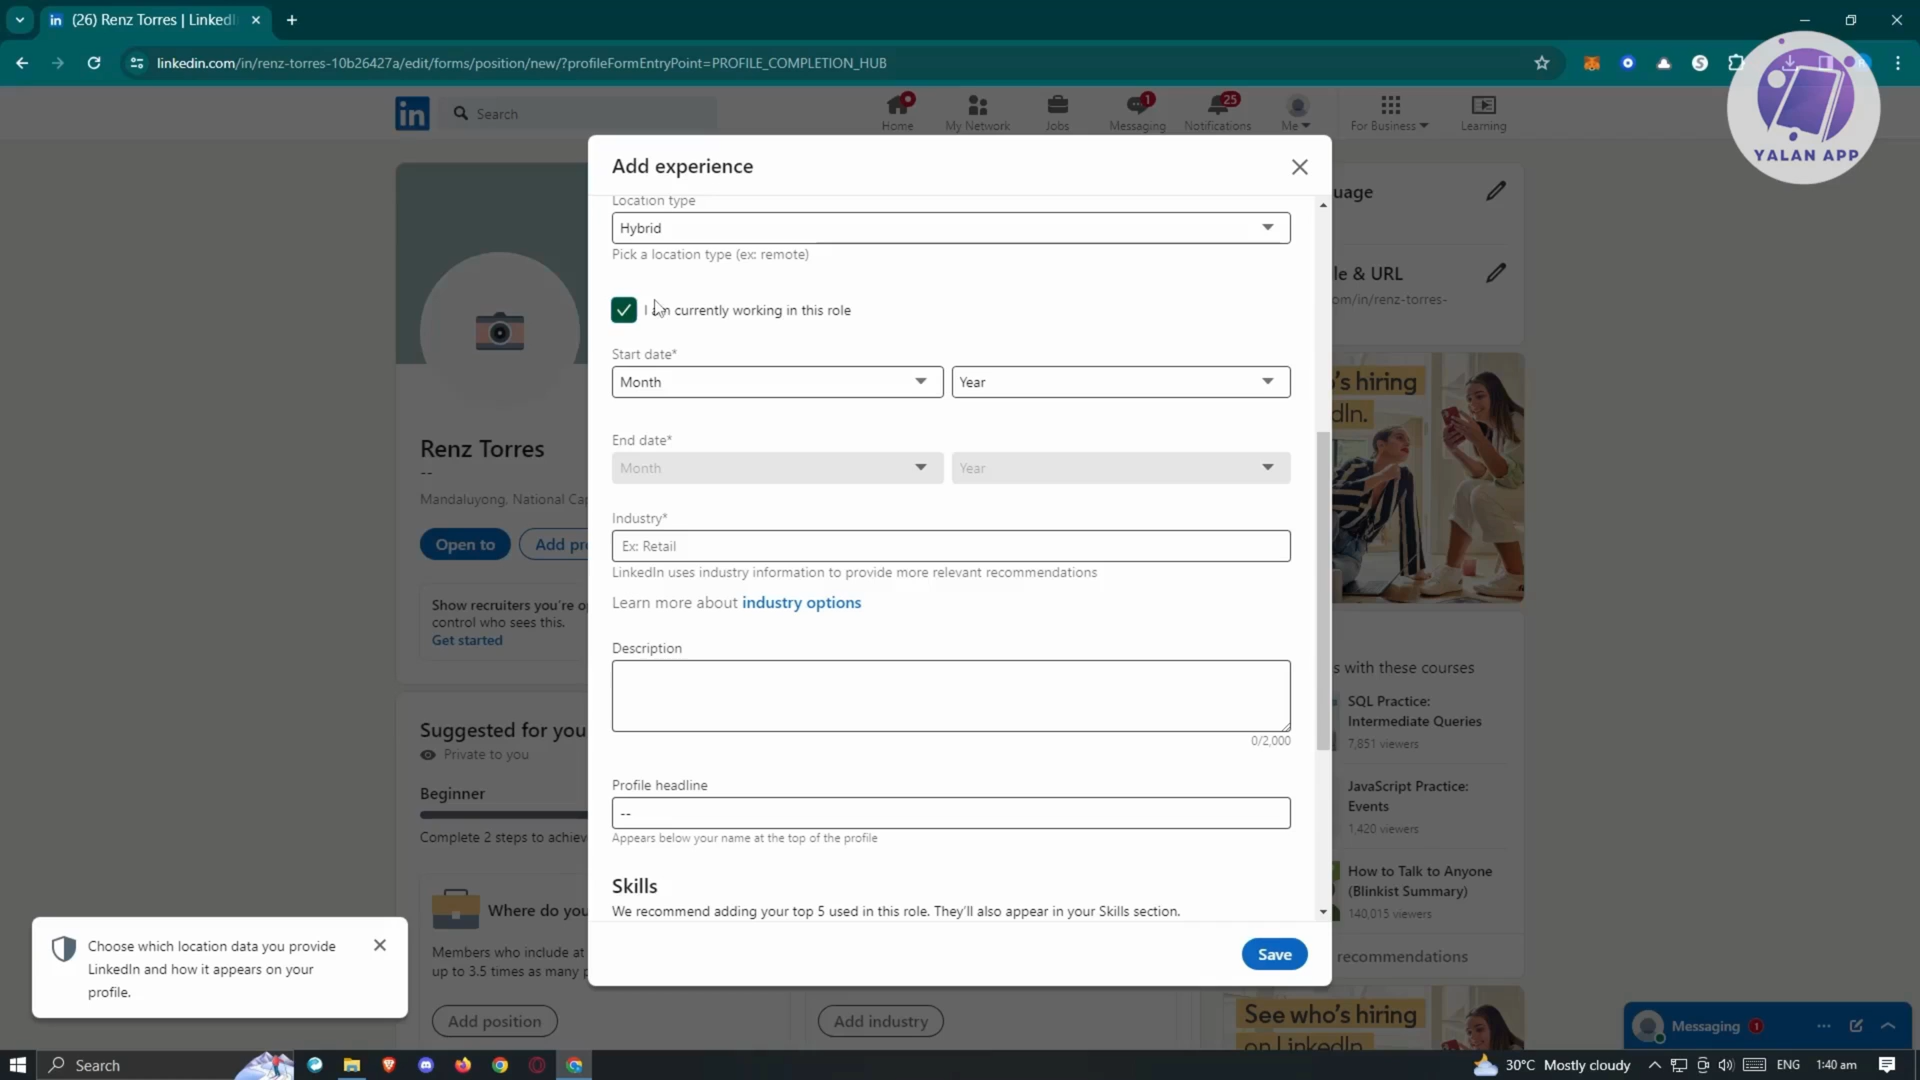 (26) Renz Torres | LinkedI
linkedin.com/in/renz-torres-10b26427a/edit/forms/position/new/?profileFormEntryPoint=PROFILE_COMPLETION_HUB
YALAN APP
in
Search
Home
My Network
Jobs
1
Messaging
25
Notifications
Me
For Business
Learning
Add experience
Location type
Hybrid
Pick a location type (ex: remote)
I am currently working in this role
Start date*
Month
Year
End date*
Month
Year
Industry*
Ex: Retail
LinkedIn uses industry information to provide more relevant recommendations
Learn more about industry options
Description
0/2,000
Profile headline
--
Appears below your name at the top of the profile
Skills
We recommend adding your top 5 used in this role. They'll also appear in your Skills section.
Save
Renz Torres
--
Mandaluyong, National Cap
Open to
Add pr
Show recruiters you're o
control who sees this.
Get started
Suggested for you
Private to you
Beginner
Complete 2 steps to achiev
Where do you
Members who include at
up to 3.5 times as many p
Add position
Add industry
uage
le & URL
om/in/renz-torres-
's hiring
dIn.
s with these courses
SQL Practice:
Intermediate Queries
7,851 viewers
JavaScript Practice:
Events
1,420 viewers
How to Talk to Anyone
(Blinkist Summary)
140,015 viewers
recommendations
See who's hiring
on LinkedIn
Choose which location data you provide
LinkedIn and how it appears on your
profile.
Messaging 1
Search
30°C Mostly cloudy
ENG
1:40 am